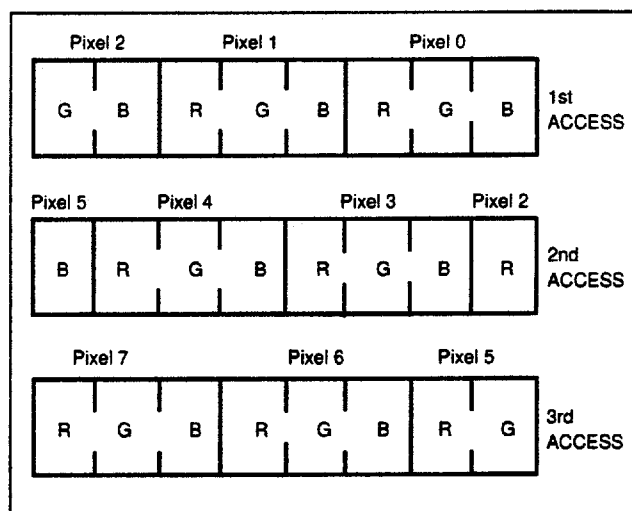 Pixel 2 Pixel 1 Pixel 0
G B R G B R G B
1st
ACCESS
Pixel 5 Pixel 4 Pixel 3 Pixel 2
B R G B R G B R
2nd
ACCESS
Pixel 7 Pixel 6 Pixel 5
R G B R G B R G
3rd
ACCESS